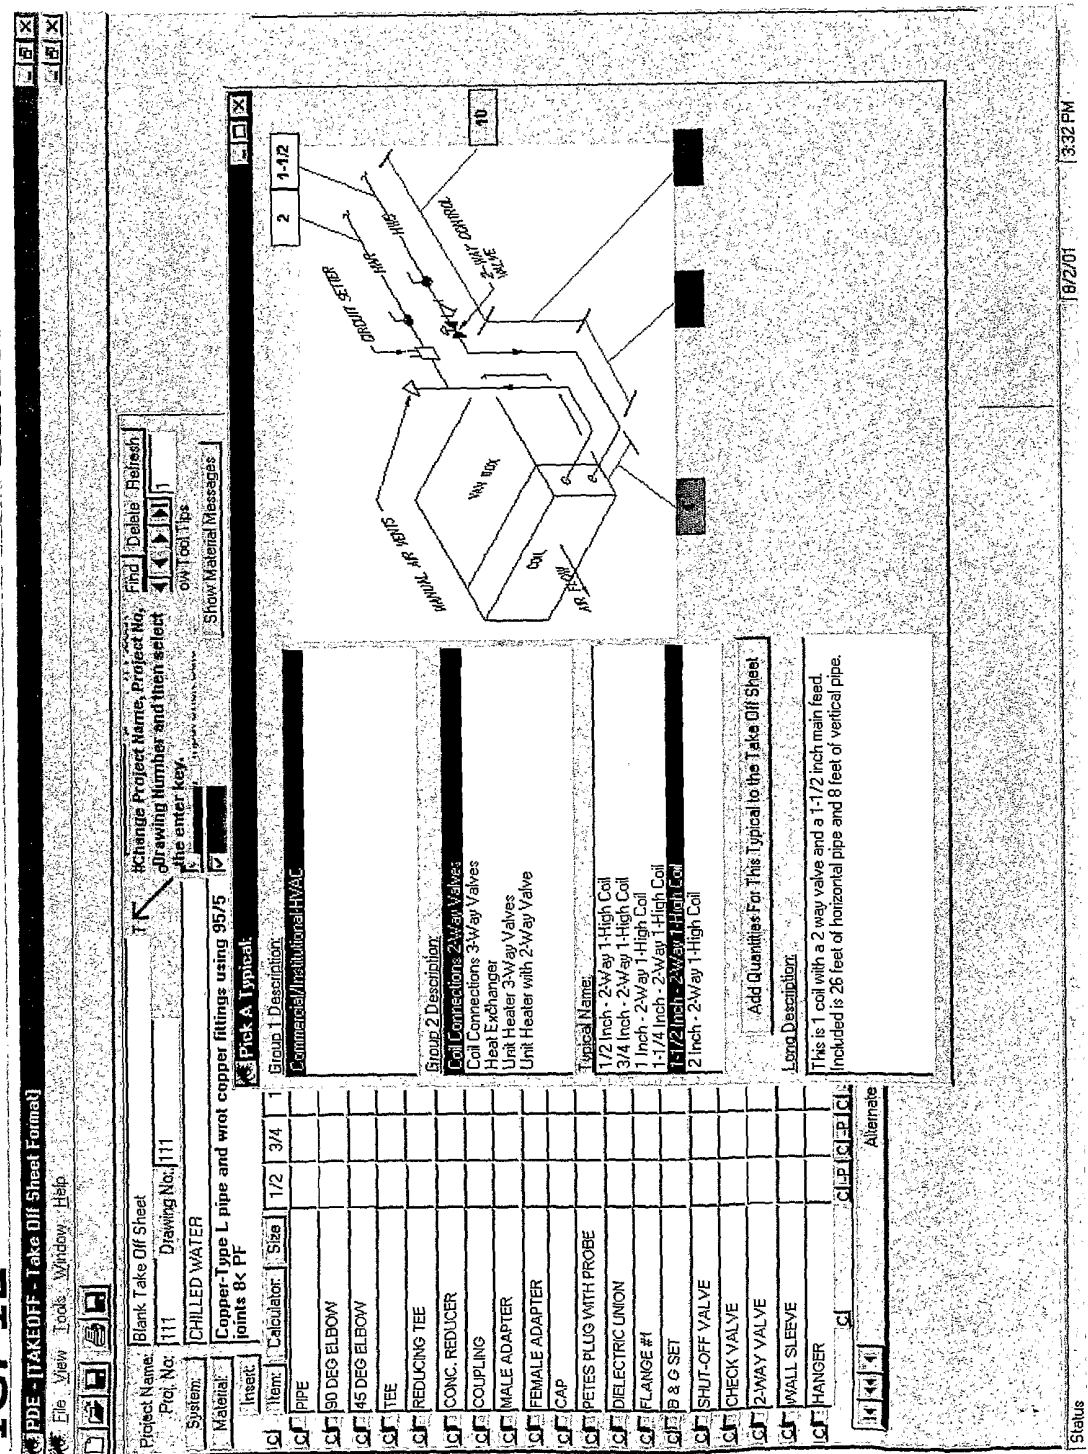 PDE - [TAKEOFF - Take Off Sheet Format]
File View Tools Window Help
Project Name: Blank Take Off Sheet
Proj. No: 111 Drawing No: 111
System: CHILLED WATER
Material: Copper-Type L pipe and wrot copper fittings using 95/5
joints 8< PF
Insert
Change Project Name, Project No,
Drawing Number and then select
the enter key.
Find Delete Refresh
1
ow Tool Tips
Show Material Messages
Item: Calculator: Size 1/2 3/4 1
PIPE
90 DEG ELBOW
45 DEG ELBOW
TEE
REDUCING TEE
CONC. REDUCER
COUPLING
MALE ADAPTER
FEMALE ADAPTER
CAP
PETES PLUG WITH PROBE
DIELECTRIC UNION
FLANGE #1
B & G SET
SHUT-OFF VALVE
CHECK VALVE
2-WAY VALVE
WALL SLEEVE
HANGER
Alternate
Pick A Typical:
Group 1 Description:
Commercial/Institutional HVAC
Group 2 Description:
Coil Connections 2-Way Valves
Coil Connections 3-Way Valves
Heat Exchanger
Unit Heater 3-Way Valves
Unit Heater with 2-Way Valve
Typical Name:
1/2 Inch - 2-Way 1-High Coil
3/4 Inch - 2-Way 1-High Coil
1 Inch - 2-Way 1-High Coil
1-1/4 Inch - 2-Way 1-High Coil
1-1/2 Inch - 2-Way 1-High Coil
2 Inch - 2-Way 1-High Coil
Add Quantities For This Typical to the Take Off Sheet
Long Description:
This is 1 coil with a 2 way valve and a 1-1/2 inch main feed.
Included is 26 feet of horizontal pipe and 8 feet of vertical pipe.
2 1-1/2
10
MANUAL AIR VENTS
CIRCUIT SETTER
HWR
HWS
2-WAY CONTROL
VALVE
VAV BOX
COIL
AIR FLOW
C
Status
8/2/01 3:32 PM